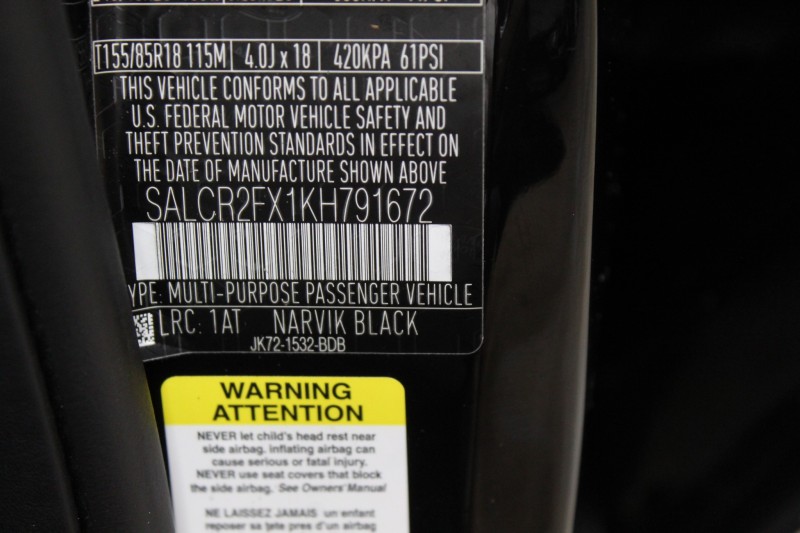 T155/85R18 115M 4.0J x 18 420KPA 61PSI
THIS VEHICLE CONFORMS TO ALL APPLICABLE
U.S. FEDERAL MOTOR VEHICLE SAFETY AND
THEFT PREVENTION STANDARDS IN EFFECT ON
THE DATE OF MANUFACTURE SHOWN ABOVE
SALCR2FX1KH791672
YPE: MULTI-PURPOSE PASSENGER VEHICLE
LRC: 1AT NARVIK BLACK
JK72-1532-BDB
WARNING
ATTENTION
NEVER let child's head rest near
side airbag. inflating airbag can
cause serious or fatal injury.
NEVER use seat covers that block
the side airbag. See Owners' Manual
NE LAISSEZ JAMAIS un enfant
reposer sa tete pres d'un airbag